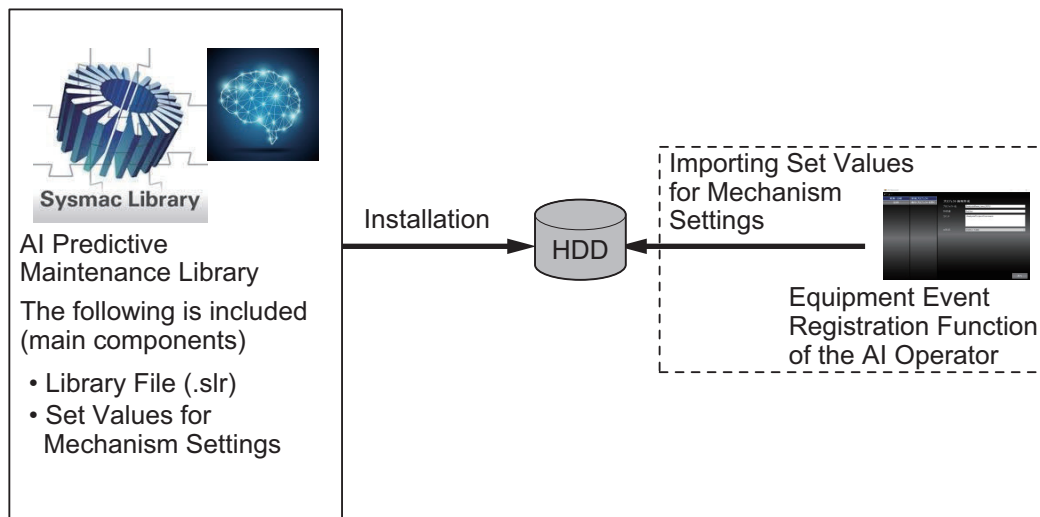 Sysmac Library
AI Predictive
Maintenance Library
The following is included
(main components)
• Library File (.slr)
• Set Values for
Mechanism Settings
Installation
HDD
Importing Set Values
for Mechanism
Settings
Equipment Event
Registration Function
of the AI Operator